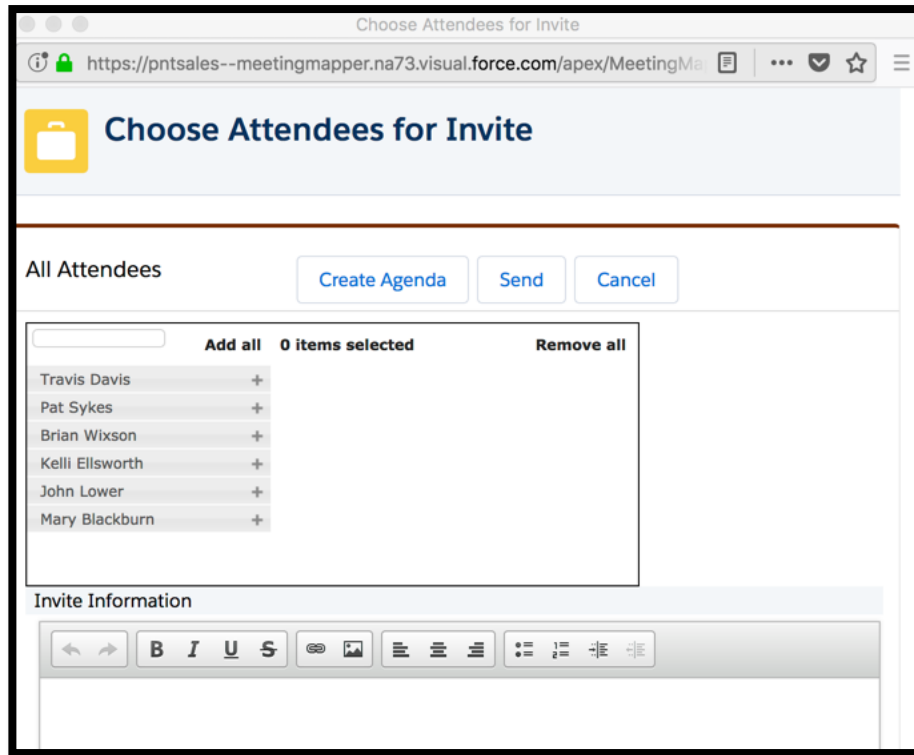 Choose Attendees for Invite
https://pntsales--meetingmapper.na73.visual.force.com/apex/MeetingMa
Choose Attendees for Invite
All Attendees
Create Agenda Send Cancel
Add all 0 items selected Remove all
Travis Davis +
Pat Sykes +
Brian Wixson +
Kelli Ellsworth +
John Lower +
Mary Blackburn +
Invite Information
B I U S